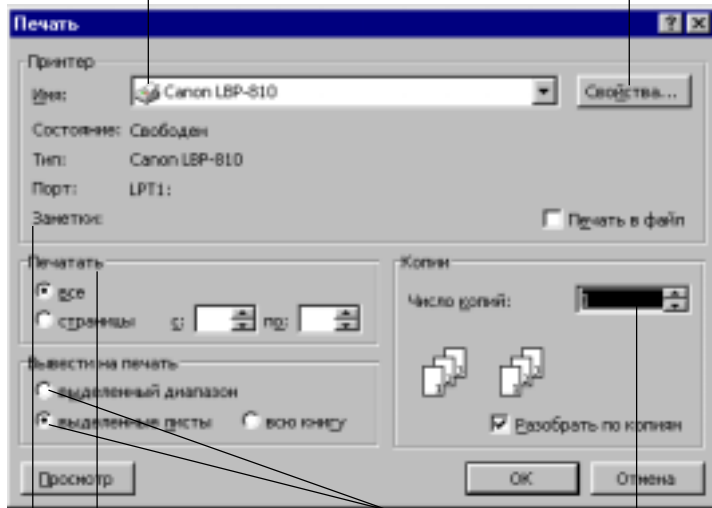 Печать
Принтер
Имя: Canon LBP-810 Свойства...
Состояние: Свободен
Тип: Canon LBP-810
Порт: LPT1:
Заметки: Печать в файл
Печатать Копии
все Число копий:
страницы с: по:
Вывести на печать
выделенный диапазон
выделенные листы всю книгу Разобрать по копиям
Просмотр OK Отмена